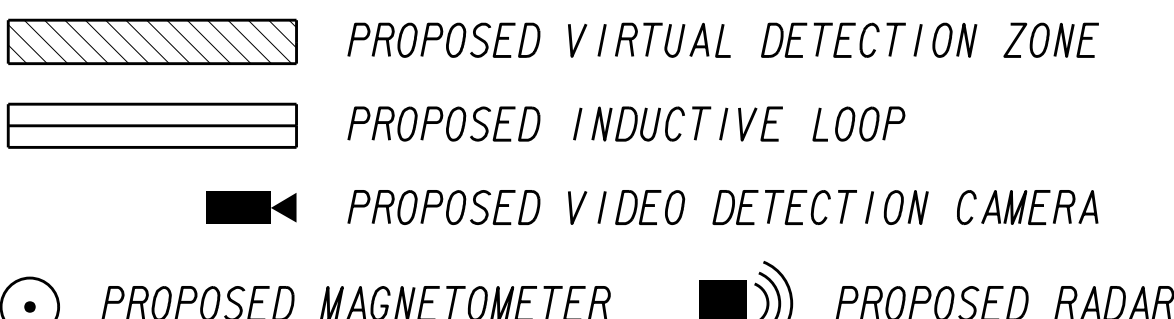 PROPOSED VIRTUAL DETECTION ZONE
PROPOSED INDUCTIVE LOOP
PROPOSED VIDEO DETECTION CAMERA
PROPOSED MAGNETOMETER PROPOSED RADAR